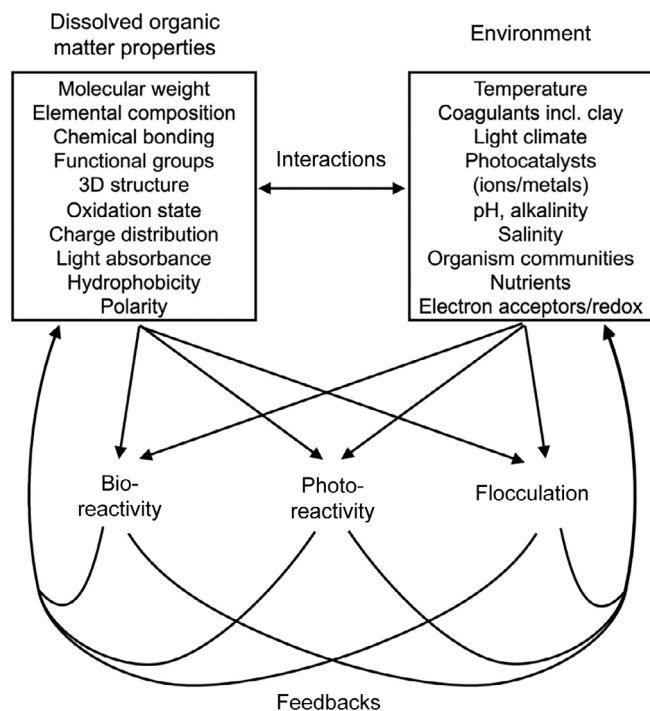 Dissolved organic
matter properties
Molecular weight
Elemental composition
Chemical bonding
Functional groups
3D structure
Oxidation state
Charge distribution
Light absorbance
Hydrophobicity
Polarity
Interactions
Environment
Temperature
Coagulants incl. clay
Light climate
Photocatalysts
(ions/metals)
pH, alkalinity
Salinity
Organism communities
Nutrients
Electron acceptors/redox
Bio-
reactivity
Photo-
reactivity
Flocculation
Feedbacks